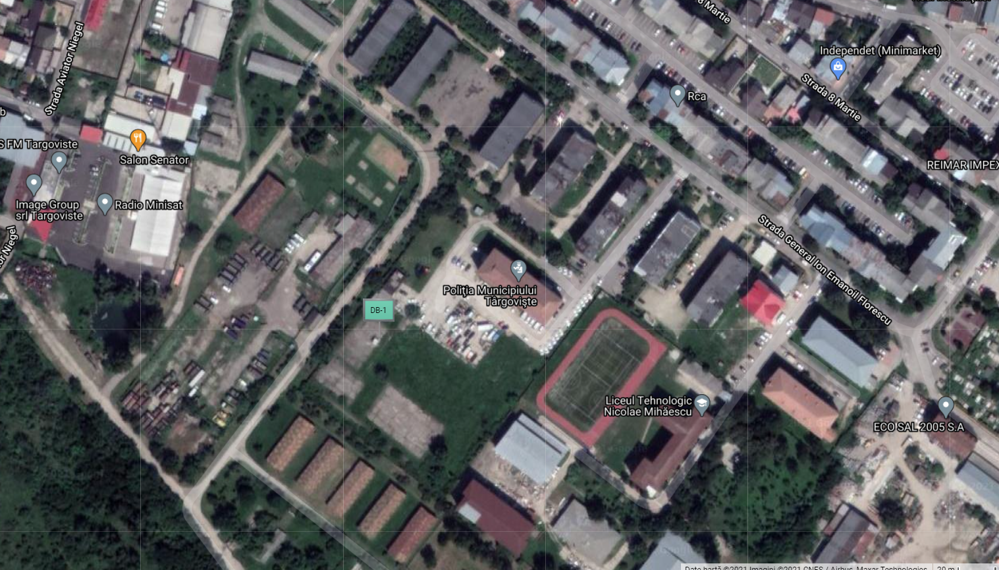 8 Martie
Independet (Minimarket)
Strada Aviator Niegel
Strada 8 Martie
Rca
b
S FM Targoviste
Salon Senator
REIMAR IMPEX
Image Group
srl Targoviste
Radio Minisat
or Niegel
Strada General Ion Emanoil Florescu
Poliția Municipiului
Târgoviște
DB-1
Liceul Tehnologic
Nicolae Mihăescu
ECO SAL 2005 S.A
Date hartă ©2021 Imagini ©2021 CNES / Airbus, Maxar Technologies
20 m